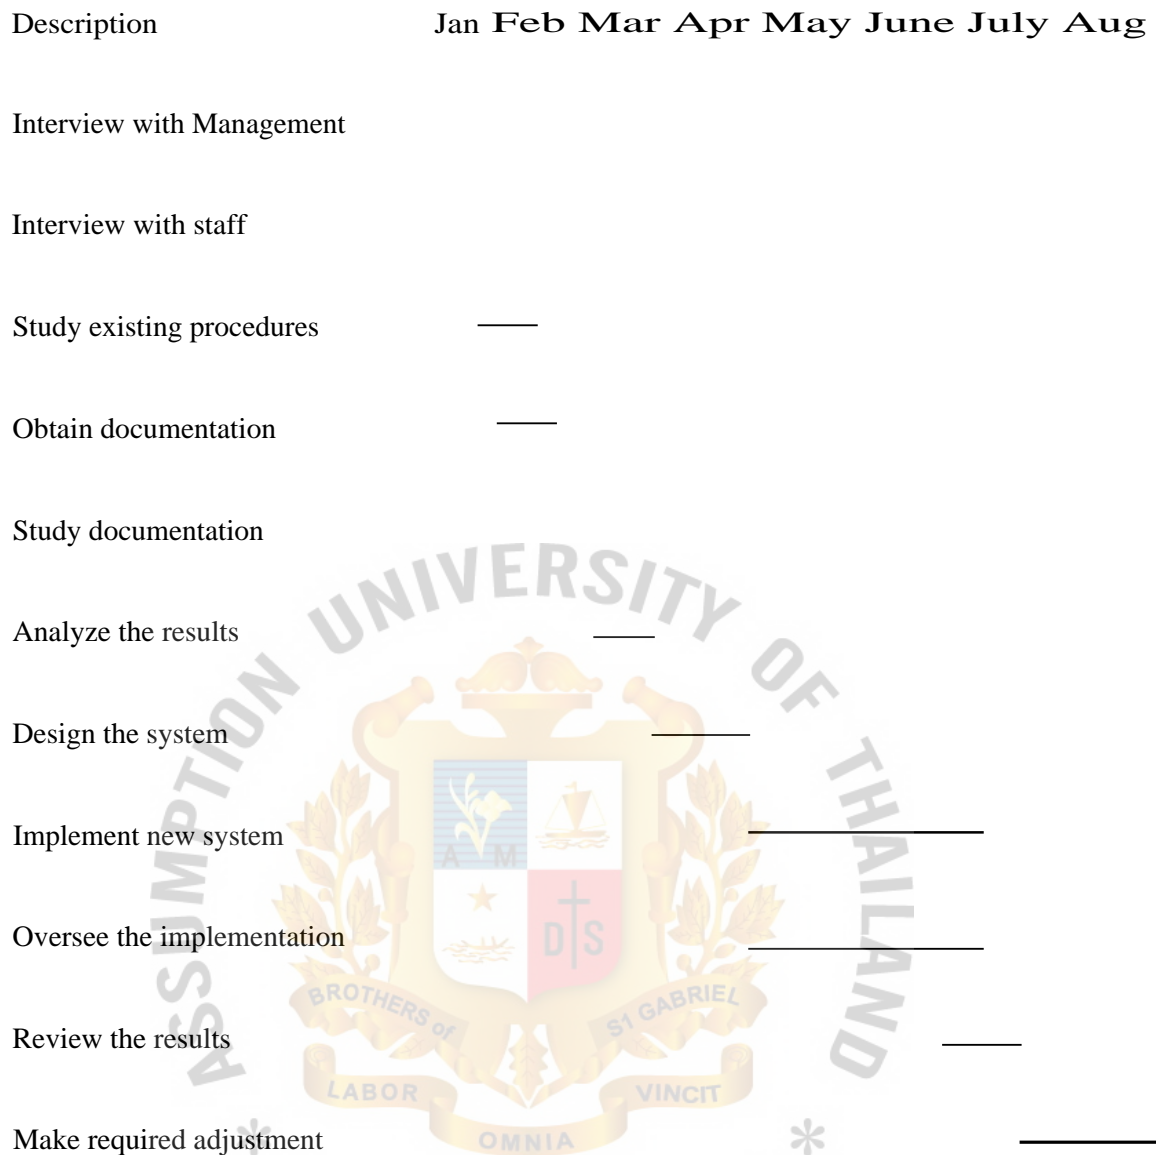 Description Jan Feb Mar Apr May June July Aug
Interview with Management
Interview with staff
Study existing procedures
Obtain documentation
Study documentation
Analyze the results
Design the system
Implement new system
Oversee the implementation
Review the results
Make required adjustment
ASSUMPTION UNIVERSITY OF THAILAND
A M
D S
BROTHERS of ST GABRIEL
LABOR
OMNIA
VINCIT